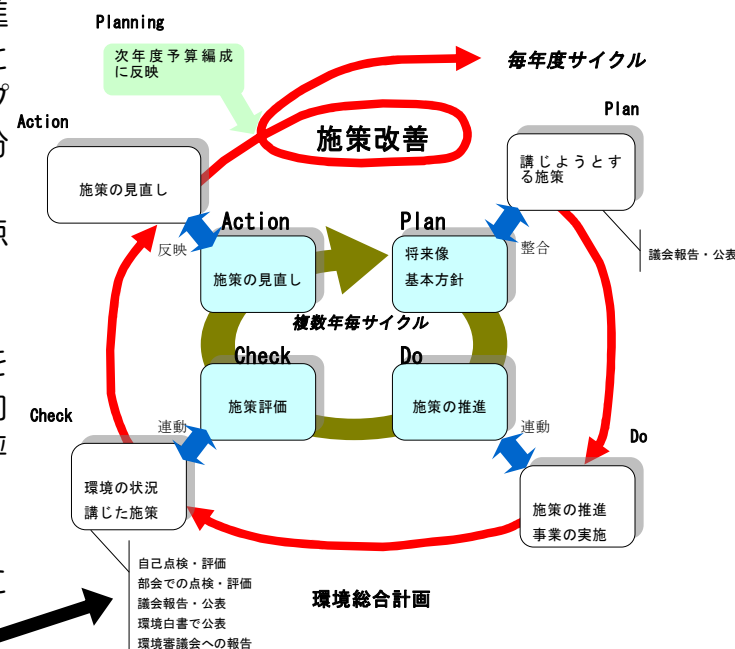 Planning
次年度予算編成
に反映
毎年度サイクル
Action
施策改善
Plan
施策の見直し
講じようとす
る施策
反映
Action
Plan
整合
議会報告・公表
施策の見直し
将来像
基本方針
複数年毎サイクル
Check
Do
施策評価
施策の推進
Check
連動
連動
Do
環境の状況
講じた施策
施策の推進
事業の実施
自己点検・評価
部会での点検・評価
議会報告・公表
環境白書で公表
環境審議会への報告
環境総合計画